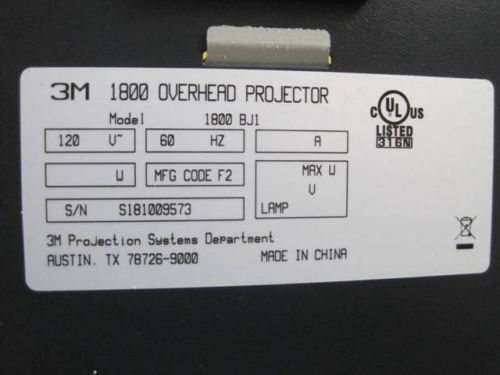 3M 1800 OVERHEAD PROJECTOR
Model 1800 BJ1
120 V~ 60 HZ A
W MFG CODE F2 MAX W
V
LAMP
S/N S181009573
3M Projection Systems Department
AUSTIN. TX 78726-9000 MADE IN CHINA
C UL US
LISTED
316N